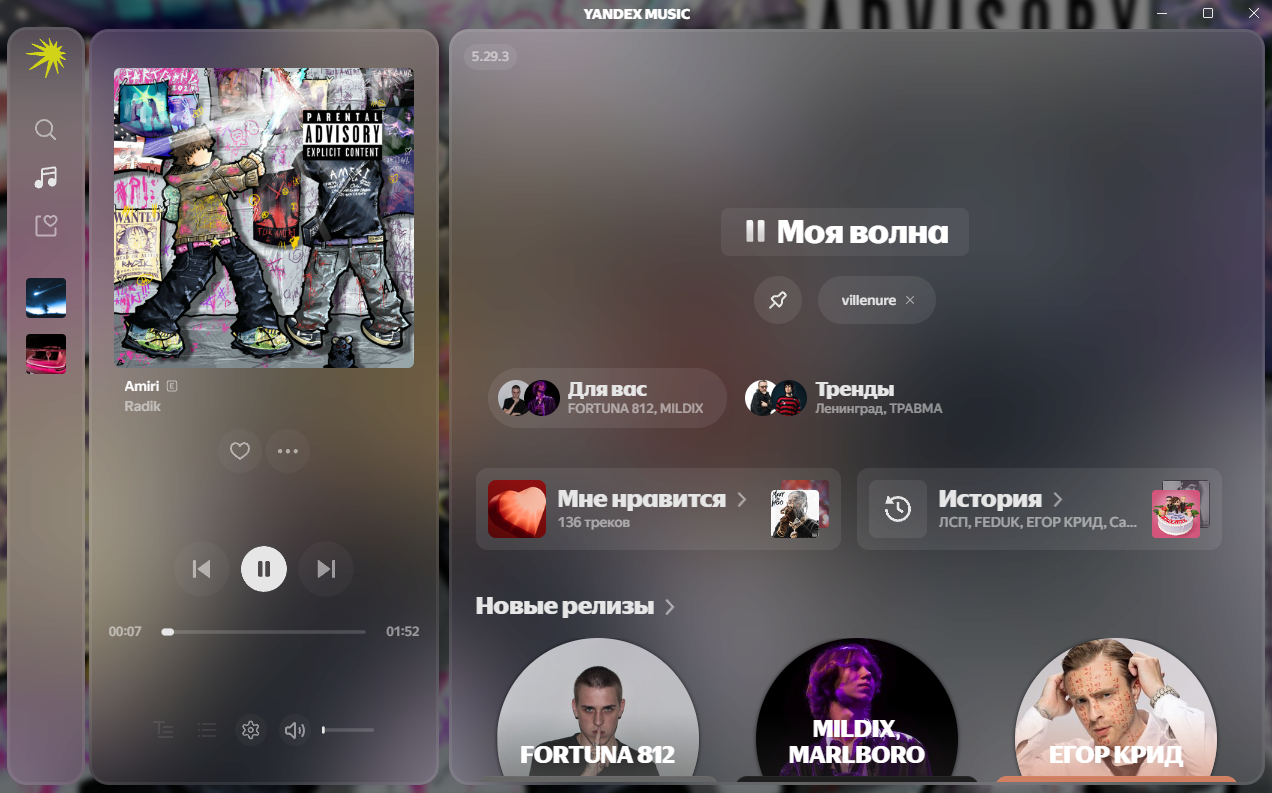 YANDEX MUSIC
5.29.3
PARENTAL
ADVISORY
EXPLICIT CONTENT
WANTED
AMIRI
Amiri E
Radik
00:07
01:52
Моя волна
villenure
Для вас
FORTUNA 812, MILDIX
Тренды
Ленинград, ТРАВМА
Мне нравится
136 треков
История
ЛСП, FEDUK, ЕГОР КРИД, Ca...
Новые релизы
FORTUNA 812
MILDIX,
MARLBORO
ЕГОР КРИД